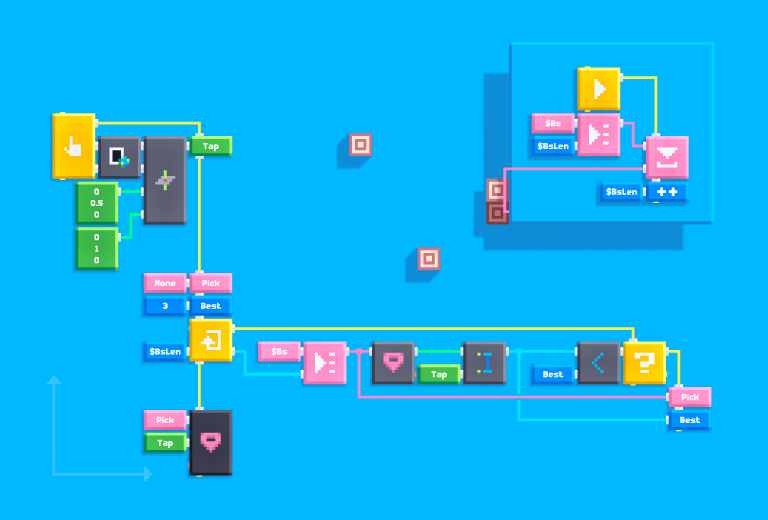 $Bs
$BsLen
$BsLen ++
Tap
0
0.5
0
0
1
0
None Pick
3 Best
$BsLen
$Bs
Tap
Best
?
Pick
Best
Pick
Tap